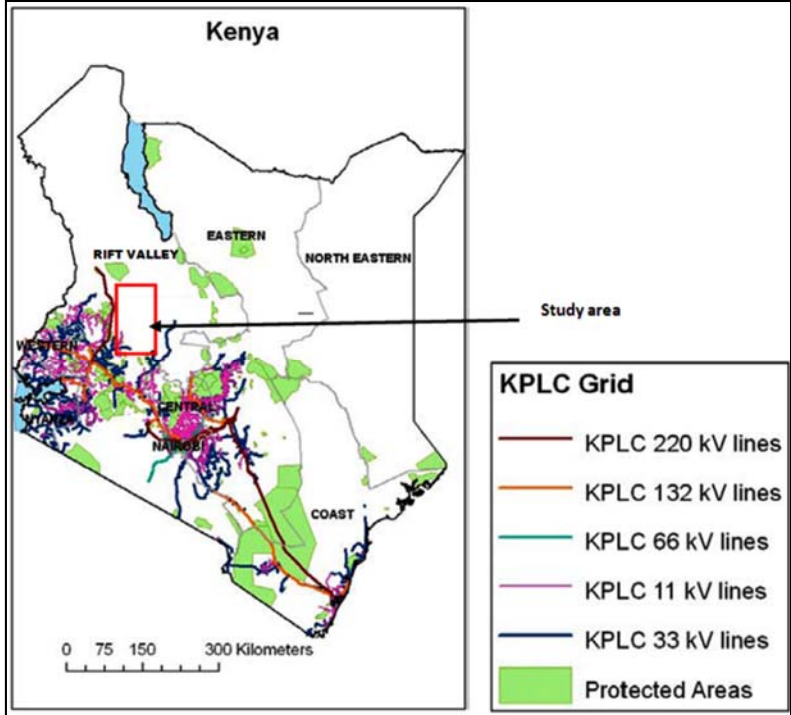 Kenya
EASTERN
RIFT VALLEY
NORTH EASTERN
Study area
WESTERN
NYANZA
CENTRAL
NAIROBI
COAST
0 75 150 300 Kilometers
KPLC Grid
KPLC 220 kV lines
KPLC 132 kV lines
KPLC 66 kV lines
KPLC 11 kV lines
KPLC 33 kV lines
Protected Areas